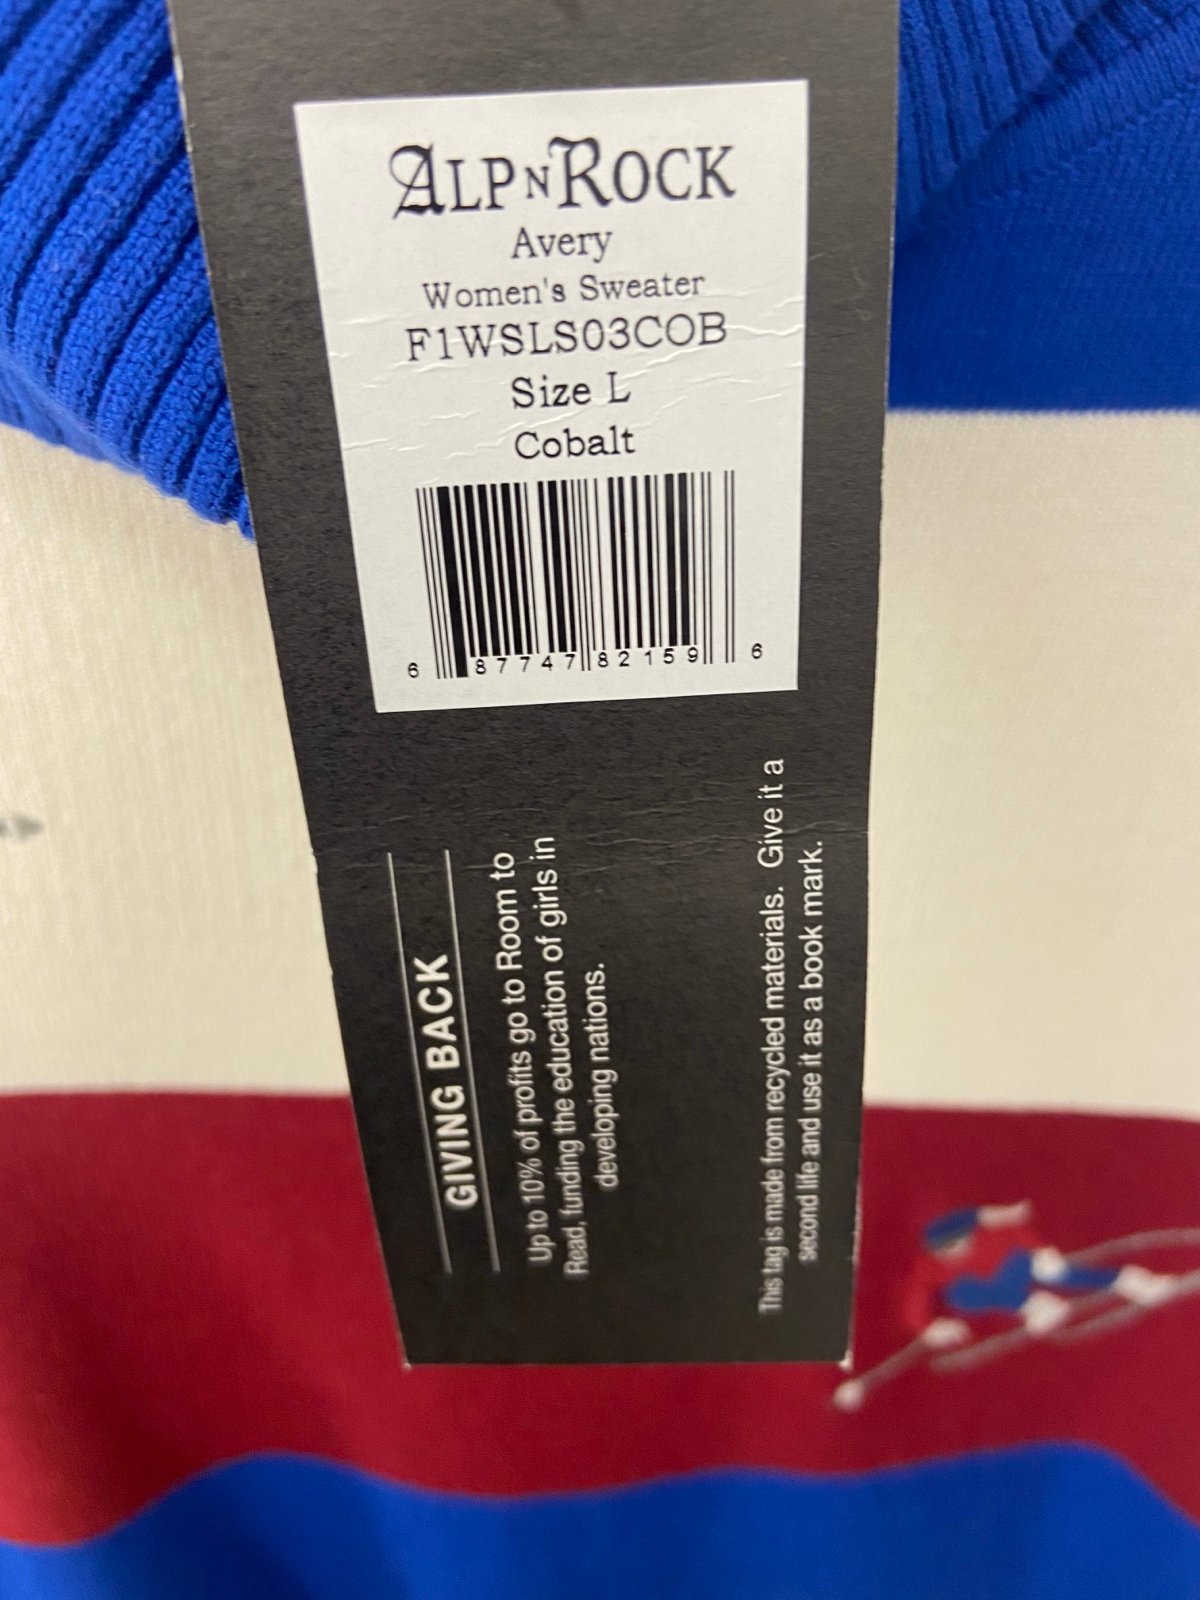 ALPNROCK
Avery
Women's Sweater
F1WSLS03COB
Size L
Cobalt
6 87747 82159 6
GIVING BACK
Up to 10% of profits go to Room to
Read, funding the education of girls in
developing nations.
This tag is made from recycled materials. Give it a
second life and use it as a book mark.